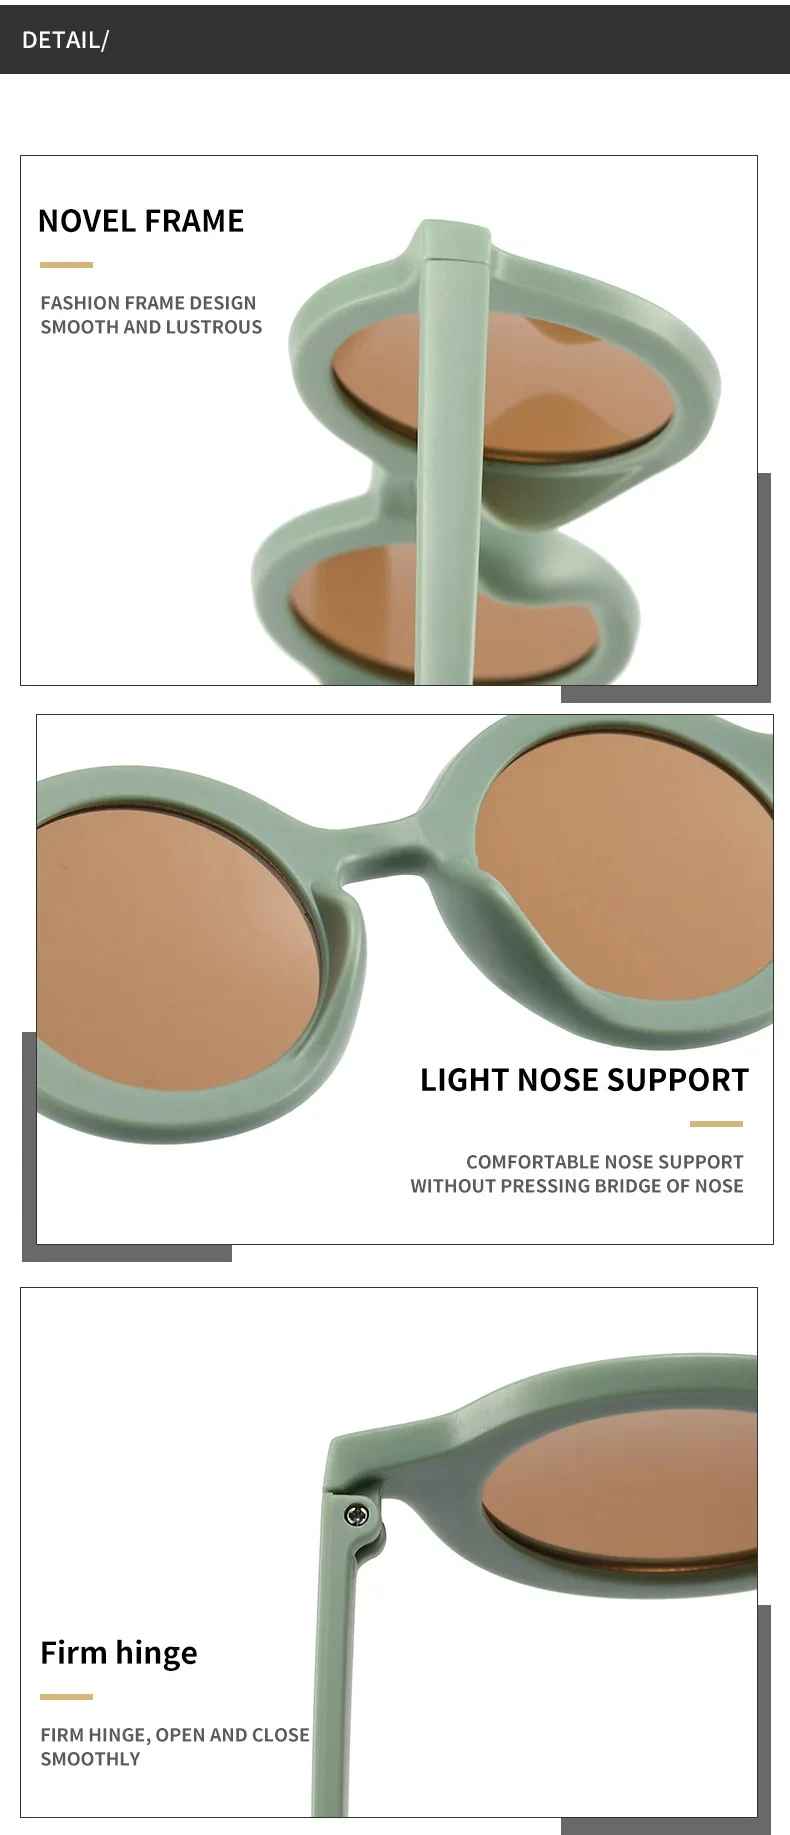 DETAIL/
NOVEL FRAME
FASHION FRAME DESIGN
SMOOTH AND LUSTROUS
LIGHT NOSE SUPPORT
COMFORTABLE NOSE SUPPORT
WITHOUT PRESSING BRIDGE OF NOSE
Firm hinge
FIRM HINGE, OPEN AND CLOSE
SMOOTHLY